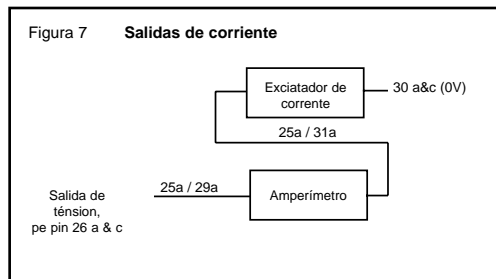 Figura 7 Salidas de corriente
Exciatador de
corrente
30 a&c (0V)
25a / 31a
25a / 29a
Amperímetro
Salida de
ténsion,
pe pin 26 a & c